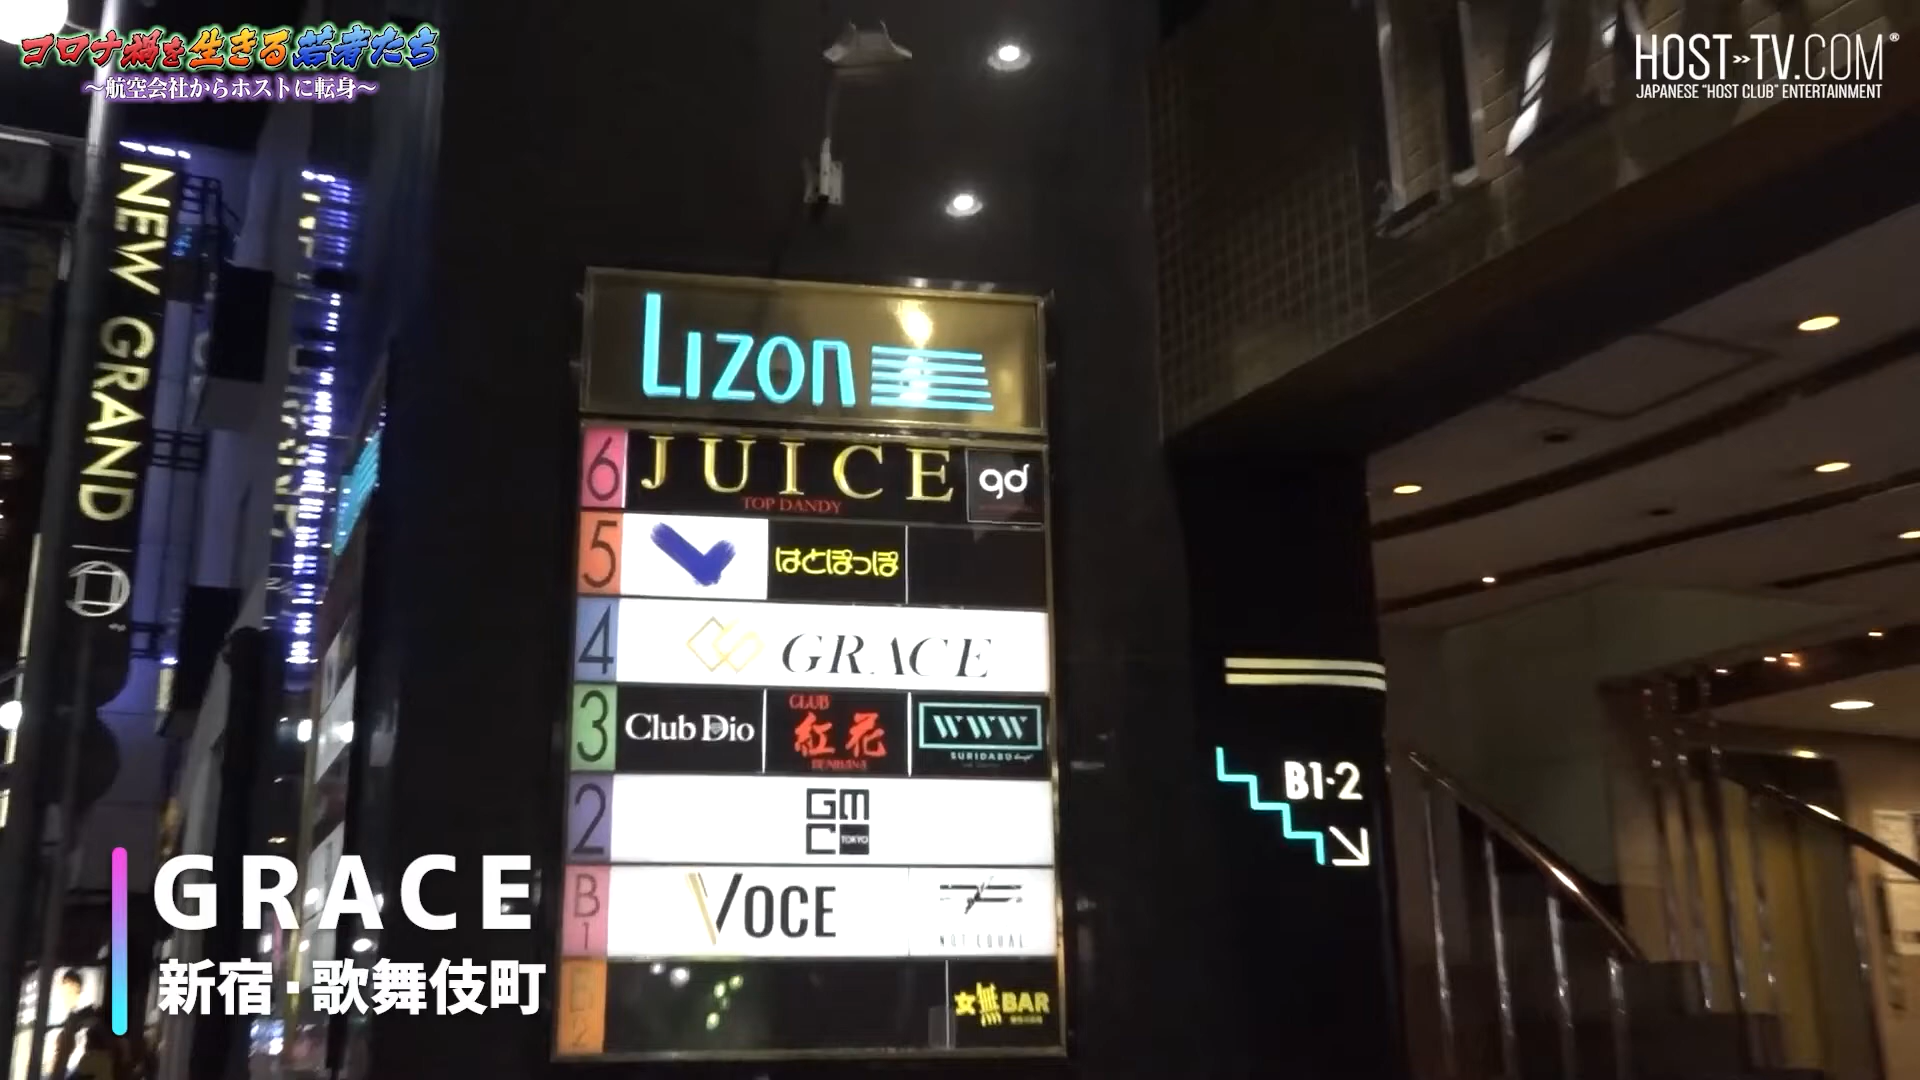 コロナ禍を生きる若者たち
～航空会社からホストに転身～
HOST»TV.COM®
JAPANESE "HOST CLUB" ENTERTAINMENT
NEW GRAND
Lizon
6
JUICE
TOP DANDY
gd
5
はとぽっぽ
4
GRACE
3
Club Dio
CLUB
紅花
BENIBANA
WWW
SURIDABO
2
GM
C TOKYO
B1
VOCE
NOT EQUAL
B2
女無BAR
B1·2
GRACE
新宿·歌舞伎町